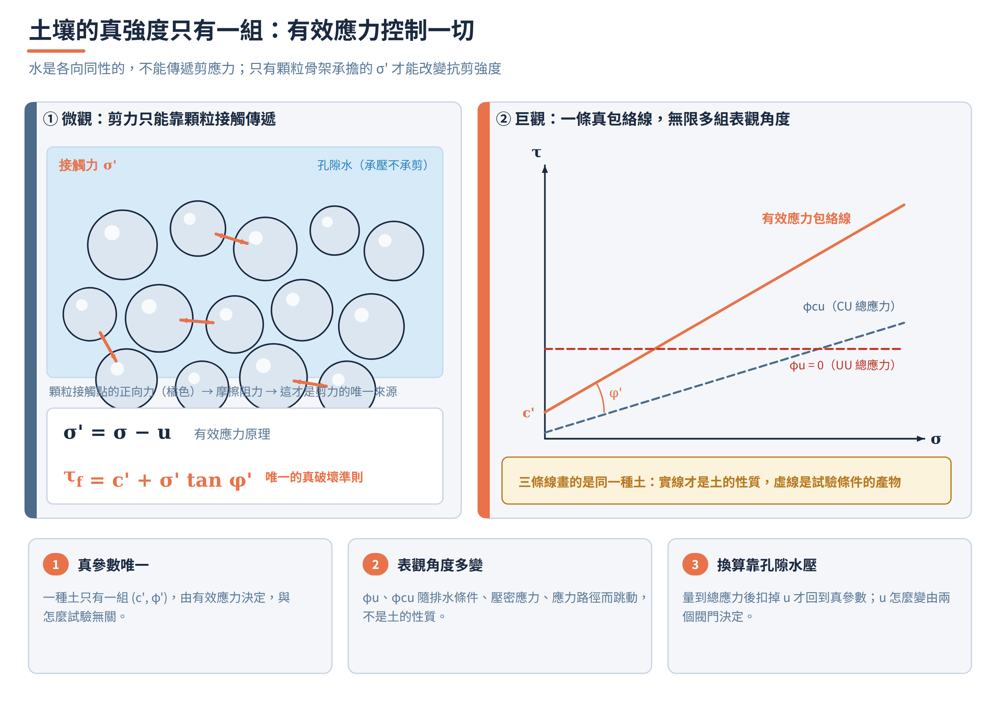 土壤的真強度只有一組：有效應力控制一切
水是各向同性的，不能傳遞剪應力；只有顆粒骨架承擔的 σ' 才能改變抗剪強度
① 微觀：剪力只能靠顆粒接觸傳遞
接觸力 σ'
孔隙水（承壓不承剪）
顆粒接觸點的正向力（橘色）→ 摩擦阻力 → 這才是剪力的唯一來源
σ' = σ − u 有效應力原理
τf = c' + σ' tan φ' 唯一的真破壞準則
② 巨觀：一條真包絡線，無限多組表觀角度
τ
有效應力包絡線
φcu（CU 總應力）
φu = 0（UU 總應力）
φ'
c'
σ
三條線畫的是同一種土：實線才是土的性質，虛線是試驗條件的產物
1 真參數唯一
一種土只有一組 (c', φ')，由有效應力決定，與
怎麼試驗無關。
2 表觀角度多變
φu、φcu 隨排水條件、壓密應力、應力路徑而跳動，
不是土的性質。
3 換算靠孔隙水壓
量到總應力後扣掉 u 才回到真參數；u 怎麼變由兩
個閥門決定。